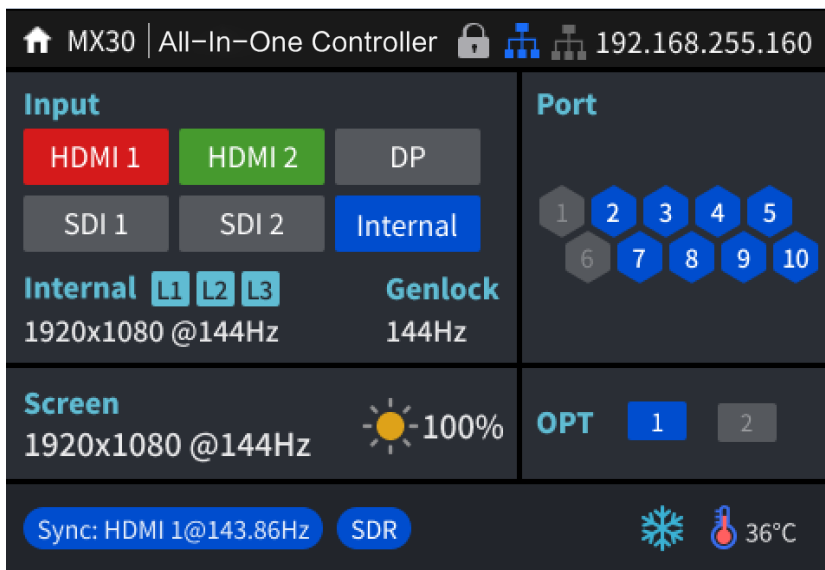 MX30 | All-In-One Controller 192.168.255.160
Input
HDMI 1 HDMI 2 DP
SDI 1 SDI 2 Internal
Internal L1 L2 L3 Genlock
1920x1080 @144Hz 144Hz
Port
1 2 3 4 5
6 7 8 9 10
Screen
1920x1080 @144Hz 100%
OPT 1 2
Sync: HDMI 1@143.86Hz SDR 36°C